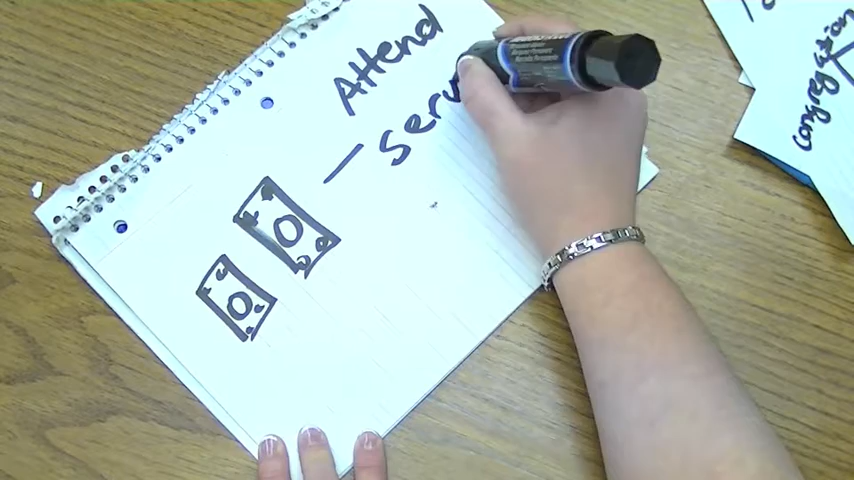 Attend
- serv
congregation